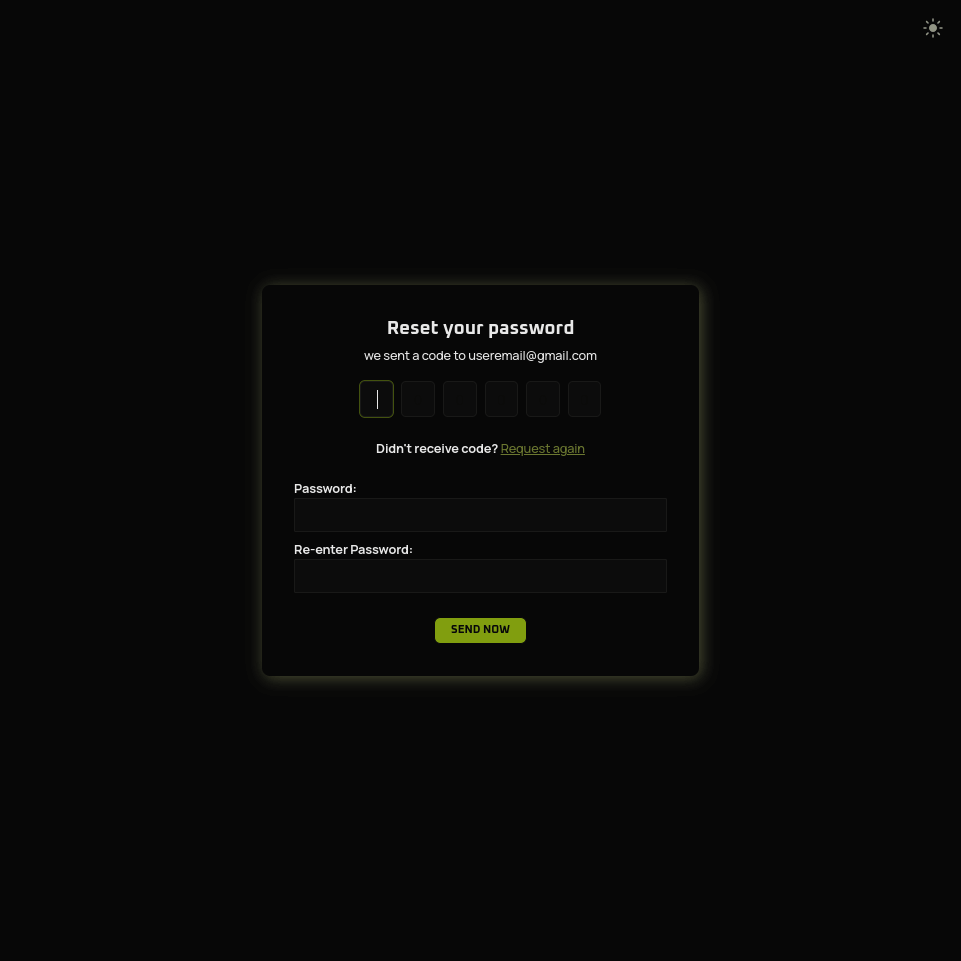 Reset your password
we sent a code to useremail@gmail.com
Didn't receive code? Request again
Password:
Re-enter Password:
SEND NOW